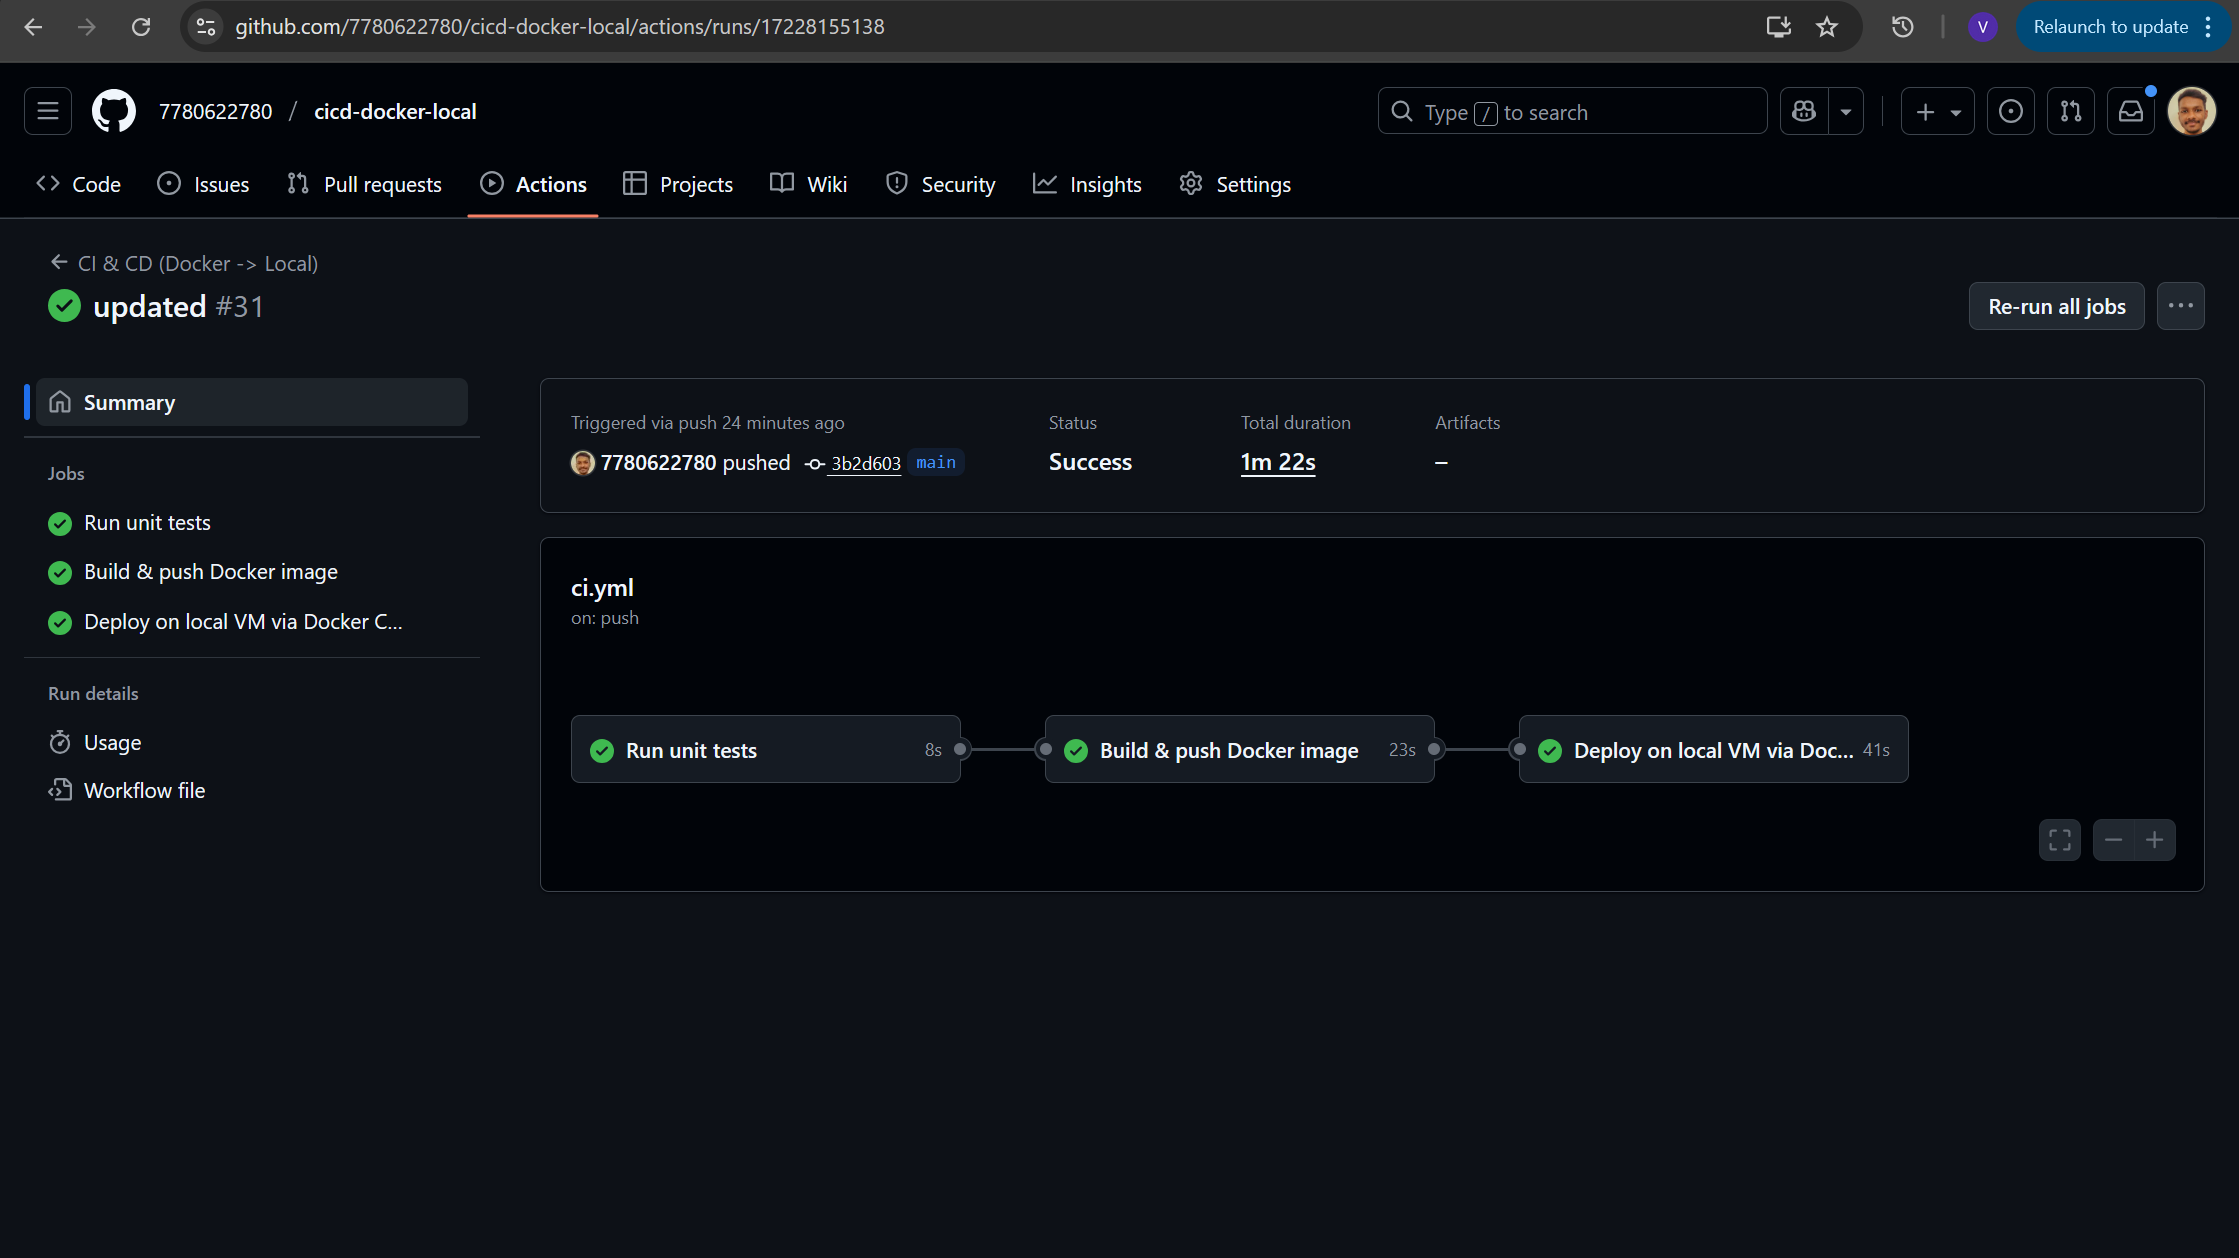 github.com/7780622780/cicd-docker-local/actions/runs/17228155138
V
Relaunch to update
7780622780 / cicd-docker-local
Type / to search
Code
Issues
Pull requests
Actions
Projects
Wiki
Security
Insights
Settings
CI & CD (Docker -> Local)
updated #31
Re-run all jobs
Summary
Jobs
Run unit tests
Build & push Docker image
Deploy on local VM via Docker C...
Run details
Usage
Workflow file
Triggered via push 24 minutes ago
7780622780 pushed 3b2d603 main
Status
Success
Total duration
1m 22s
Artifacts
–
ci.yml
on: push
Run unit tests 8s
Build & push Docker image 23s
Deploy on local VM via Doc... 41s